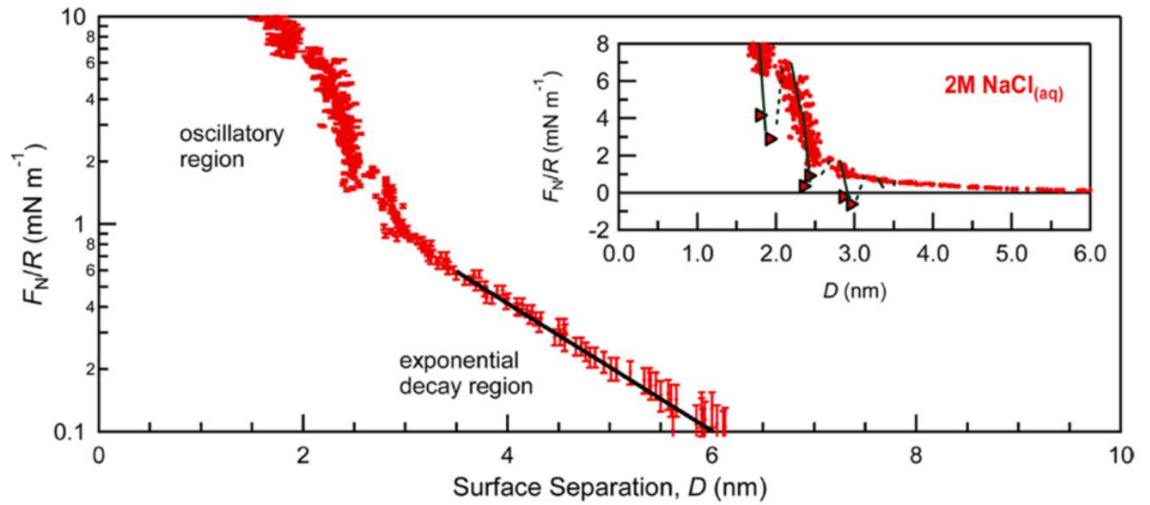 10
8
6
4
2
1
8
6
4
2
0.1
F_N/R (mN m⁻¹)
oscillatory
region
exponential
decay region
0 2 4 6 8 10
Surface Separation, D (nm)
8
6
4
2
0
-2
F_N/R (mN m⁻¹)
2M NaCl(aq)
0.0 1.0 2.0 3.0 4.0 5.0 6.0
D (nm)